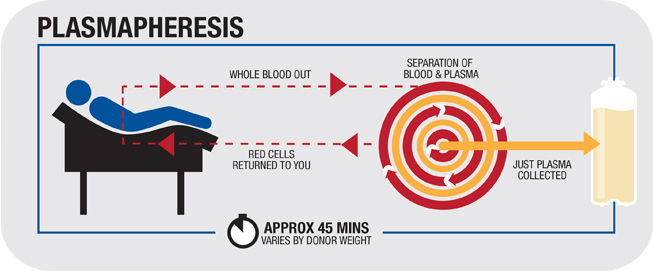 PLASMAPHERESIS
WHOLE BLOOD OUT
SEPARATION OF
BLOOD & PLASMA
RED CELLS
RETURNED TO YOU
JUST PLASMA
COLLECTED
APPROX 45 MINS
VARIES BY DONOR WEIGHT